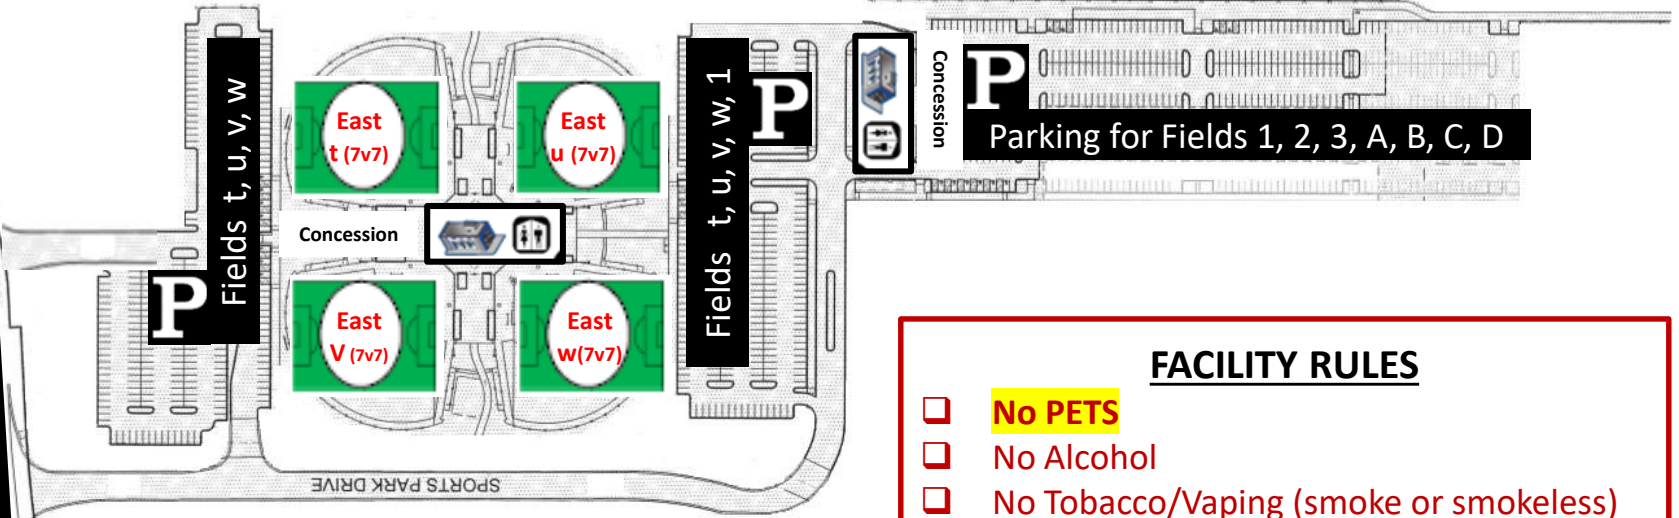 Fields t, u, v, w
P
East
t (7v7)
East
u (7v7)
Concession
East
V (7v7)
East
w(7v7)
Fields t, u, v, w, 1
P
Concession
P
Parking for Fields 1, 2, 3, A, B, C, D
SPORTS PARK DRIVE
FACILITY RULES
No PETS
No Alcohol
No Tobacco/Vaping (smoke or smokeless)